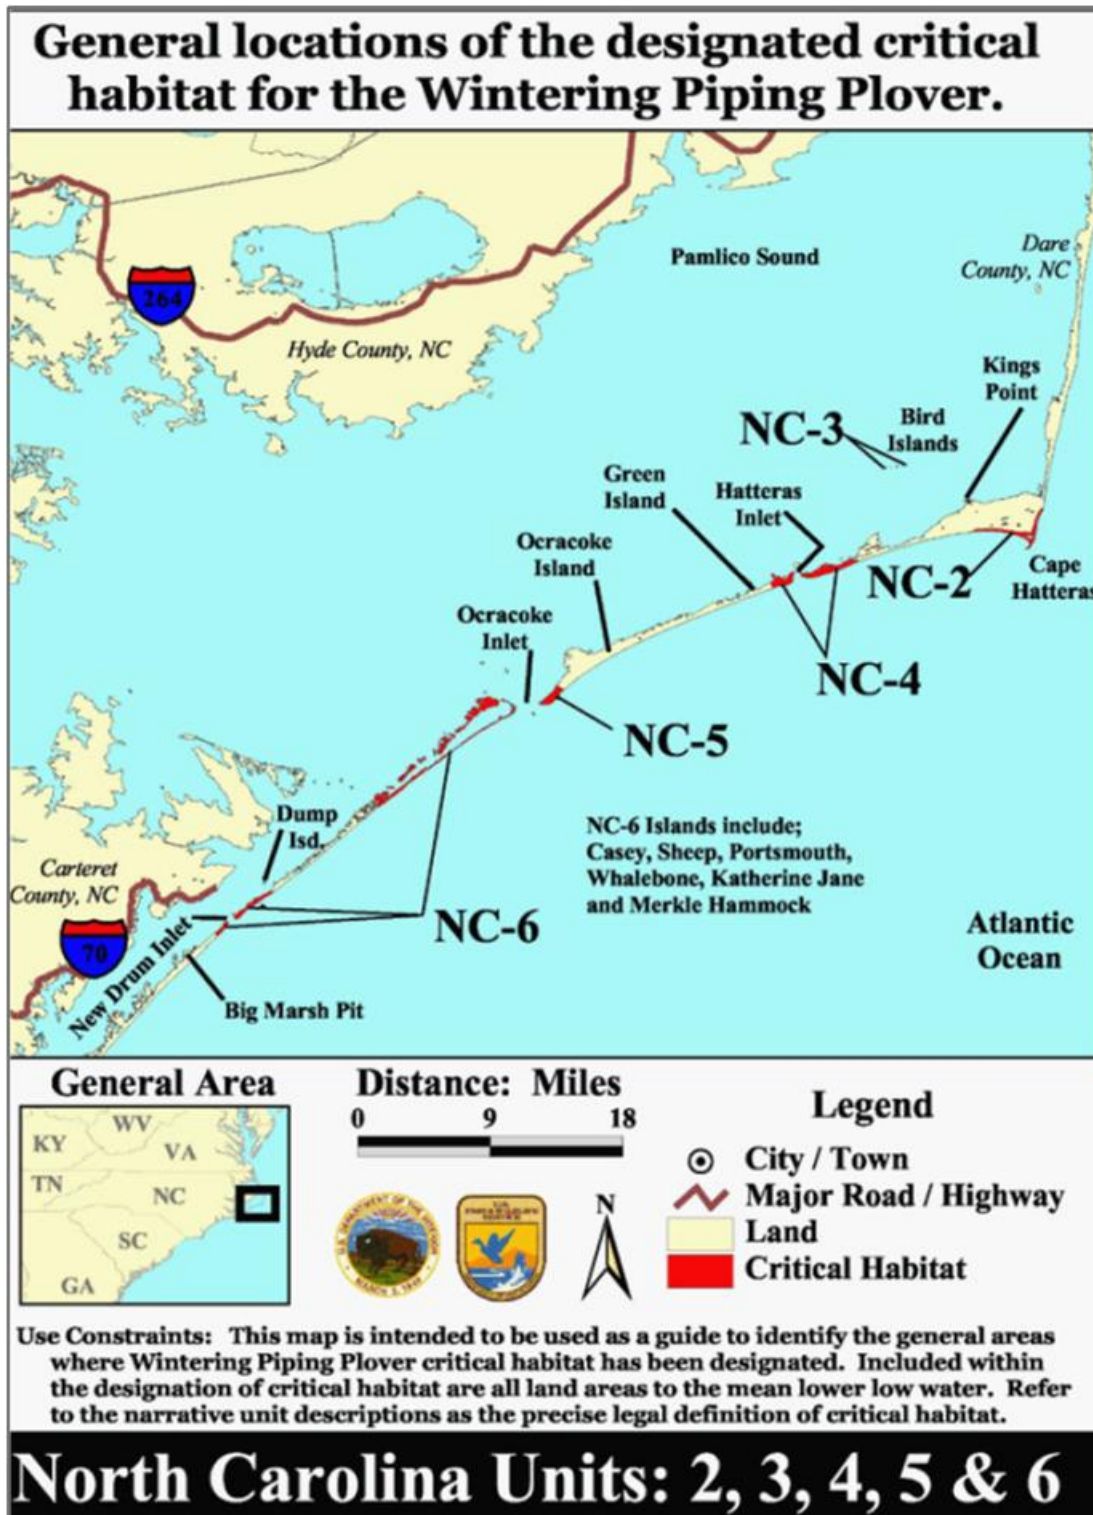 General locations of the designated critical
habitat for the Wintering Piping Plover.
Pamlico Sound
Dare
County, NC
264
Hyde County, NC
Kings
Point
NC-3
Bird
Islands
Green
Island
Hatteras
Inlet
Ocracoke
Island
NC-2
Cape
Hatteras
Ocracoke
Inlet
NC-4
NC-5
Dump
Isd.
NC-6 Islands include;
Casey, Sheep, Portsmouth,
Whalebone, Katherine Jane
and Merkle Hammock
Carteret
County, NC
NC-6
Atlantic
Ocean
70
New Drum Inlet
Big Marsh Pit
General Area
KY
WV
VA
TN
NC
SC
GA
Distance: Miles
0 9 18
U.S. DEPARTMENT OF THE INTERIOR
MARCH 3, 1849
N
Legend
City / Town
Major Road / Highway
Land
Critical Habitat
Use Constraints: This map is intended to be used as a guide to identify the general areas
where Wintering Piping Plover critical habitat has been designated. Included within
the designation of critical habitat are all land areas to the mean lower low water. Refer
to the narrative unit descriptions as the precise legal definition of critical habitat.
North Carolina Units: 2, 3, 4, 5 & 6